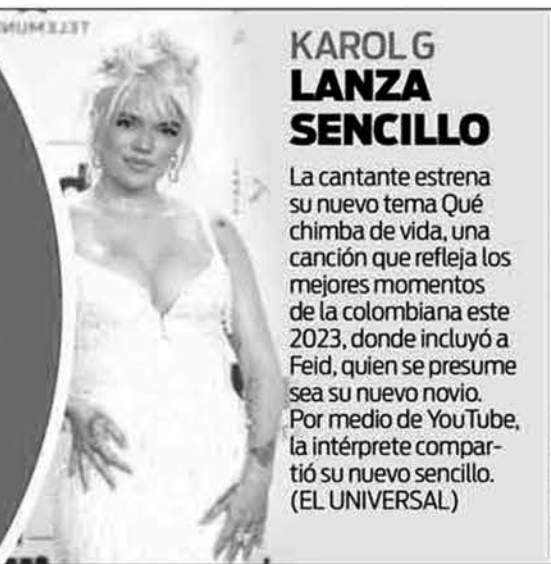 KAROL G
LANZA
SENCILLO
La cantante estrena
su nuevo tema Qué
chimba de vida, una
canción que refleja los
mejores momentos
de la colombiana este
2023, donde incluyó a
Feid, quien se presume
sea su nuevo novio.
Por medio de YouTube,
la intérprete compar-
tió su nuevo sencillo.
(EL UNIVERSAL)